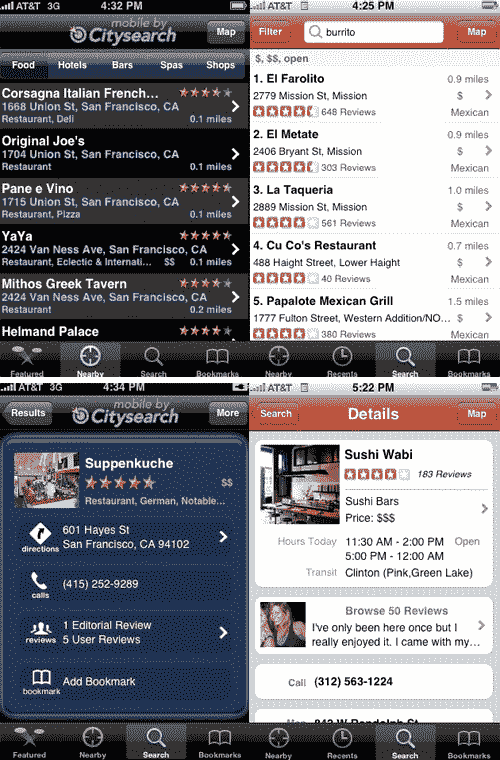 AT&T 3G 4:32 PM
mobile by
Citysearch
Map
Food Hotels Bars Spas Shops
Corsagna Italian French...
1668 Union St, San Francisco, CA
Restaurant, Deli 0.1 miles
Original Joe's
1704 Union St, San Francisco, CA
Restaurant 0.1 miles
Pane e Vino
1715 Union St, San Francisco, CA
Restaurant, Pizza 0.1 miles
YaYa
2424 Van Ness Ave, San Francisco, CA
Restaurant, Eclectic & Internati... $$ 0.1 miles
Mithos Greek Tavern
2424 Van Ness Ave, San Francisco, CA
Restaurant 0.2 miles
Helmand Palace
Featured Nearby Search Bookmarks
AT&T 4:25 PM
Filter burrito Map
$, $$, open
1. El Farolito 0.9 miles
2779 Mission St, Mission $
648 Reviews Mexican
2. El Metate 0.9 miles
2406 Bryant St, Mission $
303 Reviews Mexican
3. La Taqueria 1.0 miles
2889 Mission St, Mission $
561 Reviews Mexican
4. Cu Co's Restaurant 0.7 miles
488 Haight Street, Lower Haight $
40 Reviews Mexican
5. Papalote Mexican Grill 1.5 miles
1777 Fulton Street, Western Addition/NO... $
380 Reviews Mexican
Nearby Recents Search Bookmarks
AT&T 3G 4:34 PM
Results
mobile by
Citysearch
More
Suppenkuche
$$
Restaurant, German, Notable...
directions
601 Hayes St
San Francisco, CA 94102
calls
(415) 252-9289
reviews
1 Editorial Review
5 User Reviews
bookmark
Add Bookmark
Featured Nearby Search Bookmarks
AT&T 5:22 PM
Search Details Map
Sushi Wabi
183 Reviews
Sushi Bars
Price: $$$
Hours Today 11:30 AM - 2:00 PM Open
5:00 PM - 12:00 AM
Transit Clinton (Pink,Green Lake)
Browse 50 Reviews
I've only been here once but I
really enjoyed it. I came with my...
Call (312) 563-1224
Nearby Recents Search Bookmarks